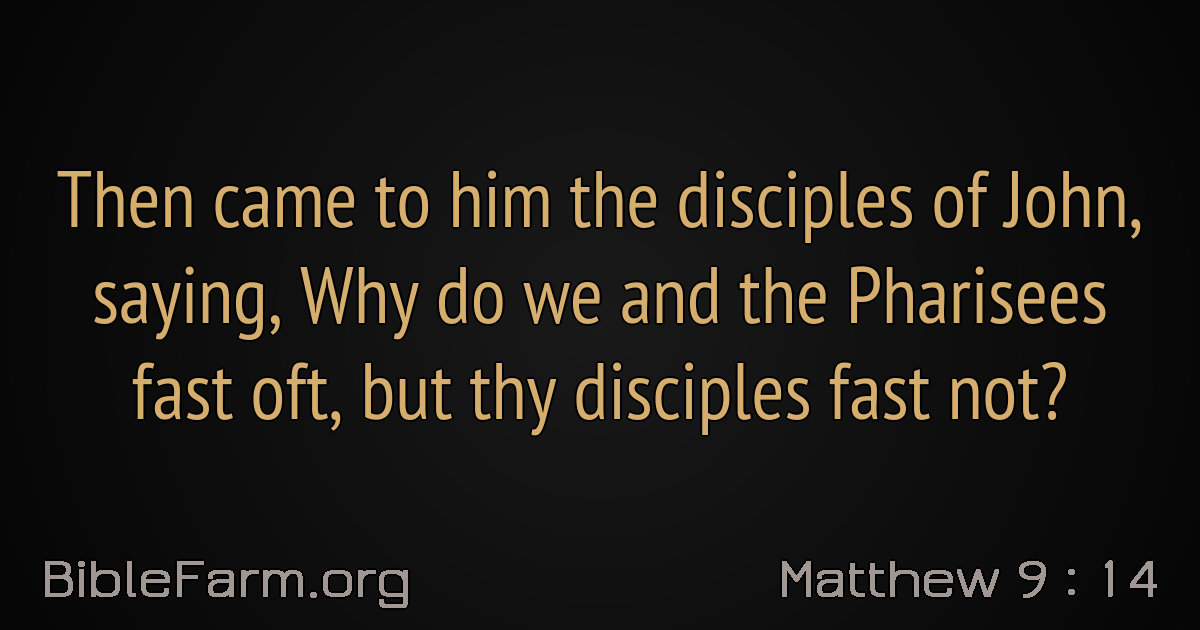 Then came to him the disciples of John,
saying, Why do we and the Pharisees
fast oft, but thy disciples fast not?
BibleFarm.org
Matthew 9 : 14